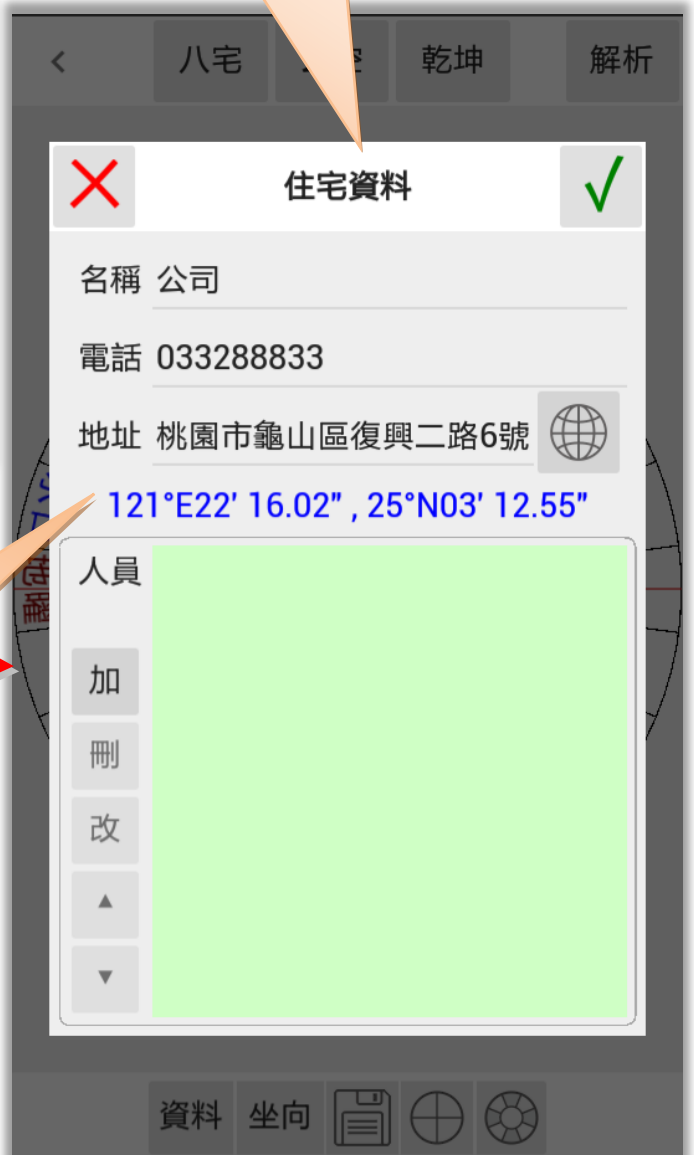 < 八宅 乾坤 解析
住宅資料
名稱 公司
電話 033288833
地址 桃園市龜山區復興二路6號
121°E22' 16.02" , 25°N03' 12.55"
人員
地曜
加
刪
改
▲
▼
資料 坐向